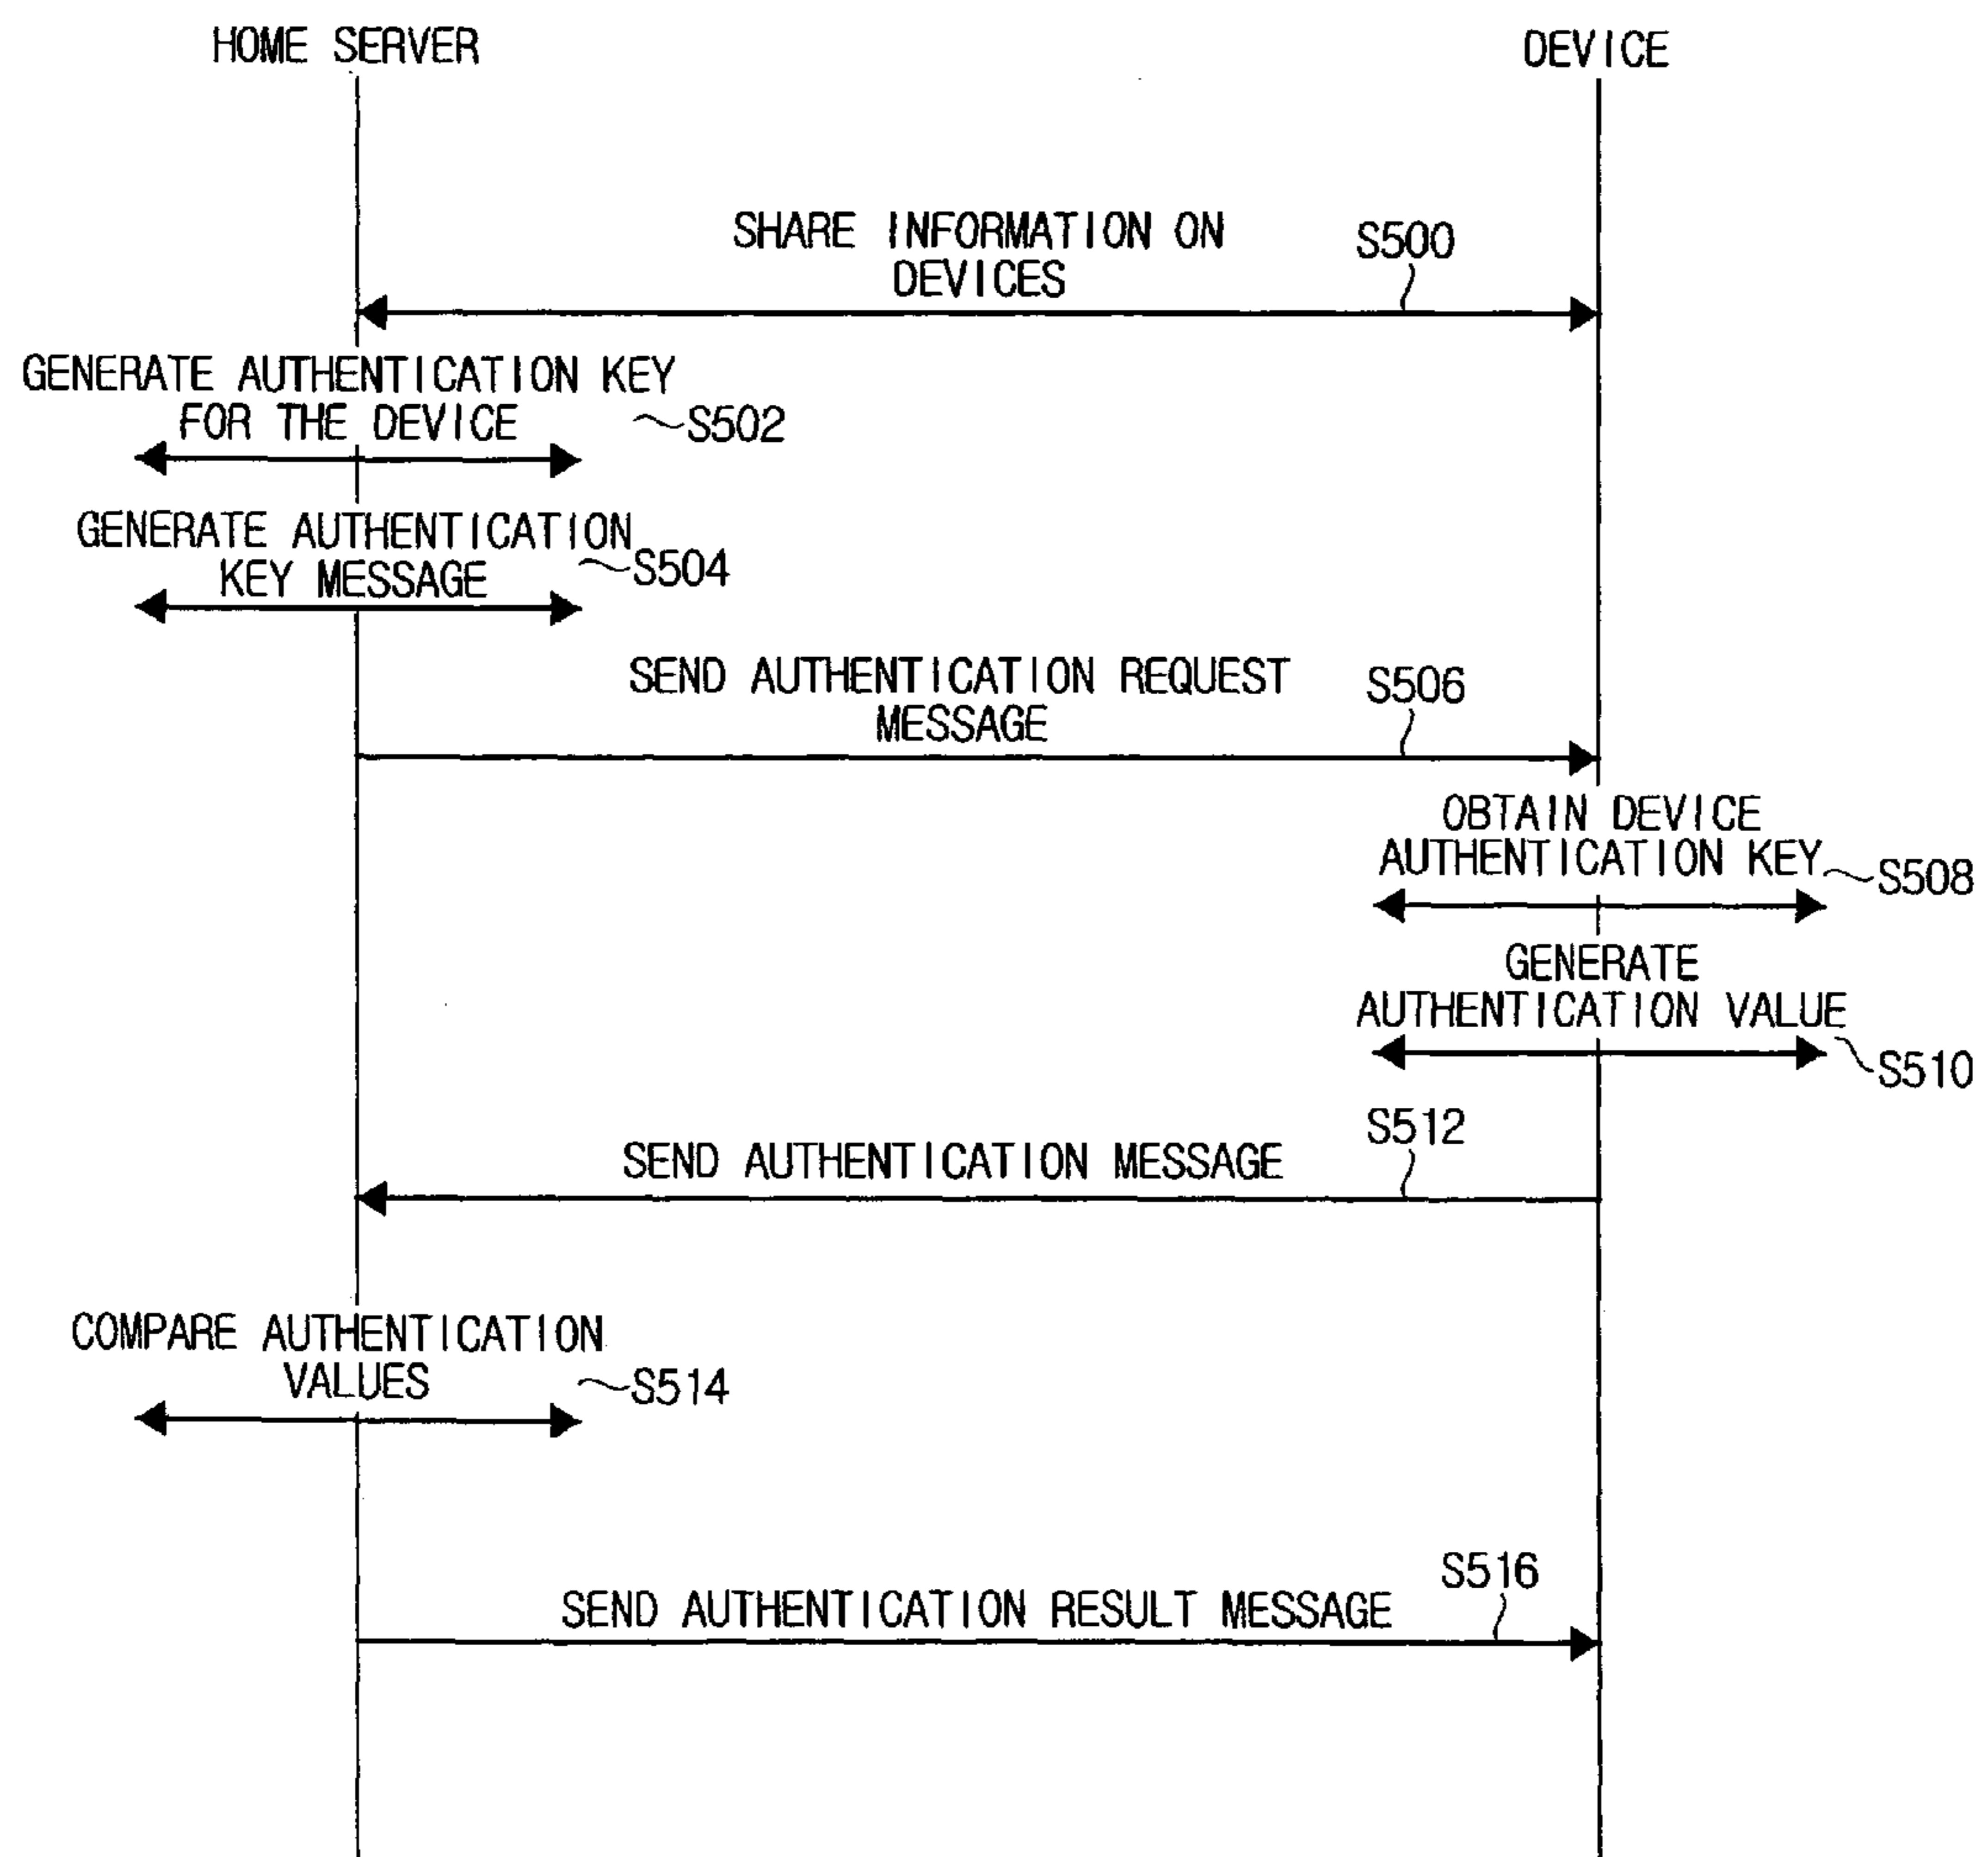 HOME SERVER
DEVICE
SHARE INFORMATION ON
DEVICES
S500
GENERATE AUTHENTICATION KEY
FOR THE DEVICE
S502
GENERATE AUTHENTICATION
KEY MESSAGE
S504
SEND AUTHENTICATION REQUEST
MESSAGE
S506
OBTAIN DEVICE
AUTHENTICATION KEY
S508
GENERATE
AUTHENTICATION VALUE
S510
SEND AUTHENTICATION MESSAGE
S512
COMPARE AUTHENTICATION
VALUES
S514
SEND AUTHENTICATION RESULT MESSAGE
S516